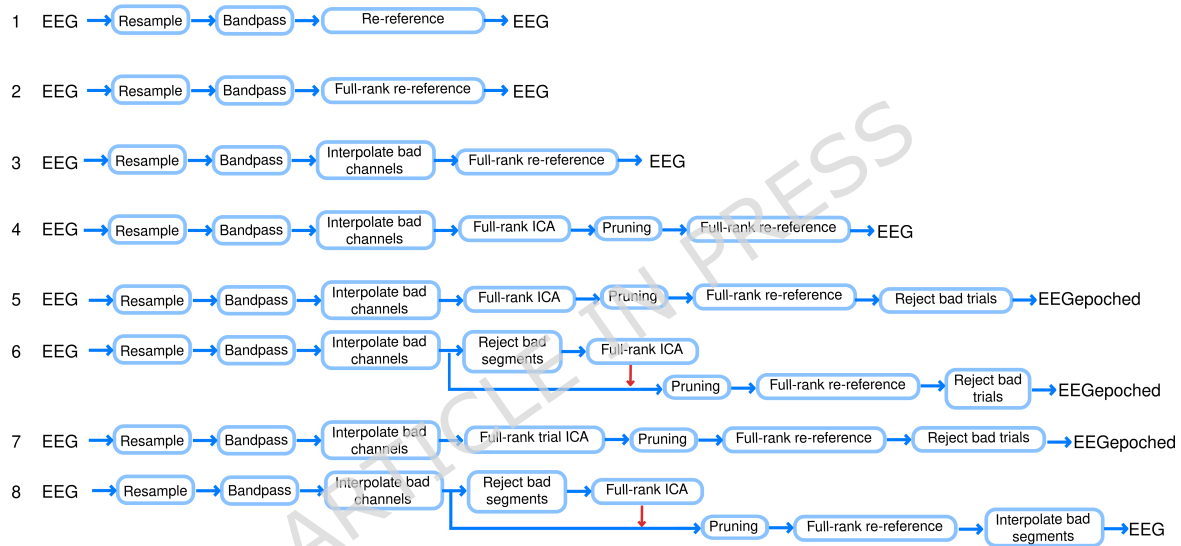 1 EEG Resample Bandpass Re-reference EEG
2 EEG Resample Bandpass Full-rank re-reference EEG
3 EEG Resample Bandpass Interpolate bad channels Full-rank re-reference EEG
4 EEG Resample Bandpass Interpolate bad channels Full-rank ICA Pruning Full-rank re-reference EEG
5 EEG Resample Bandpass Interpolate bad channels Full-rank ICA Pruning Full-rank re-reference Reject bad trials EEGepoched
6 EEG Resample Bandpass Interpolate bad channels Reject bad segments Full-rank ICA
Pruning Full-rank re-reference Reject bad trials EEGepoched
7 EEG Resample Bandpass Interpolate bad channels Full-rank trial ICA Pruning Full-rank re-reference Reject bad trials EEGepoched
8 EEG Resample Bandpass Interpolate bad channels Reject bad segments Full-rank ICA
Pruning Full-rank re-reference Interpolate bad segments EEG
ARTICLE IN PRESS